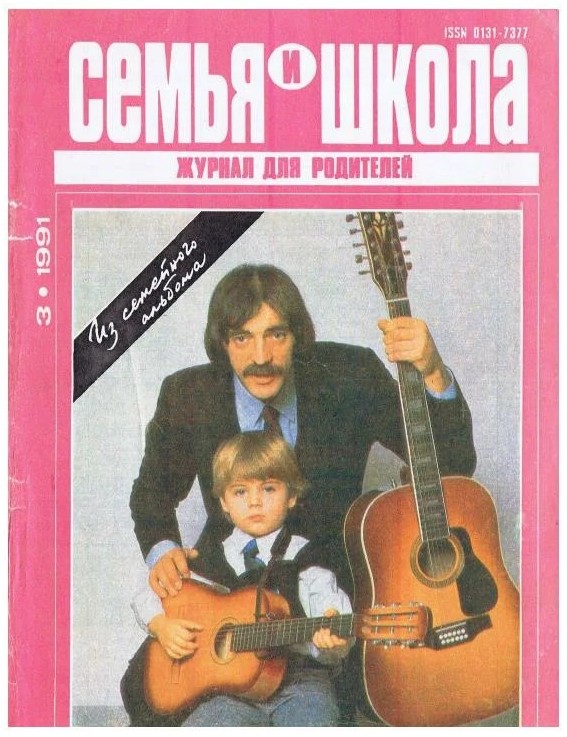 ISSN 0131-7377
СЕМЬЯ И ШКОЛА
ЖУРНАЛ ДЛЯ РОДИТЕЛЕЙ
3 • 1991
Из семейного
альбома